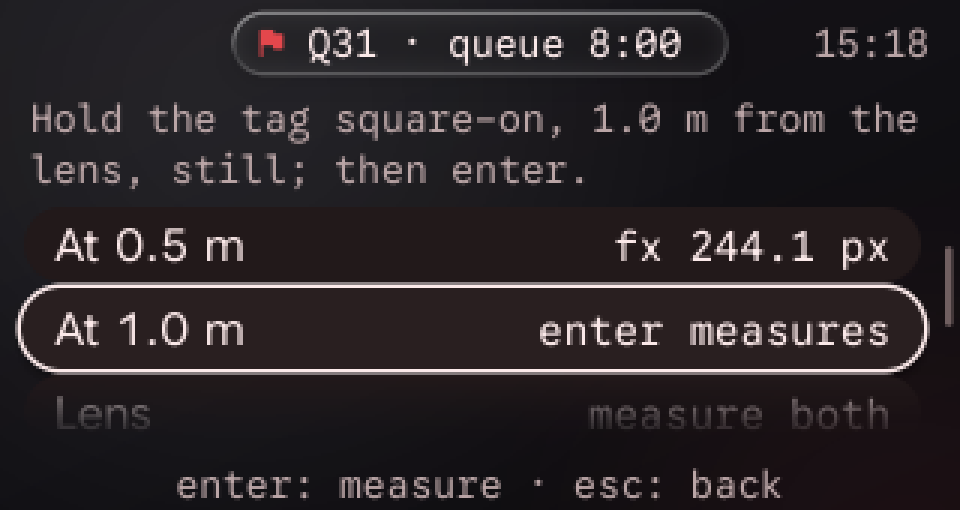 Q31 · queue 8:00
15:18
Hold the tag square-on, 1.0 m from the
lens, still; then enter.
At 0.5 m fx 244.1 px
At 1.0 m enter measures
Lens measure both
enter: measure · esc: back